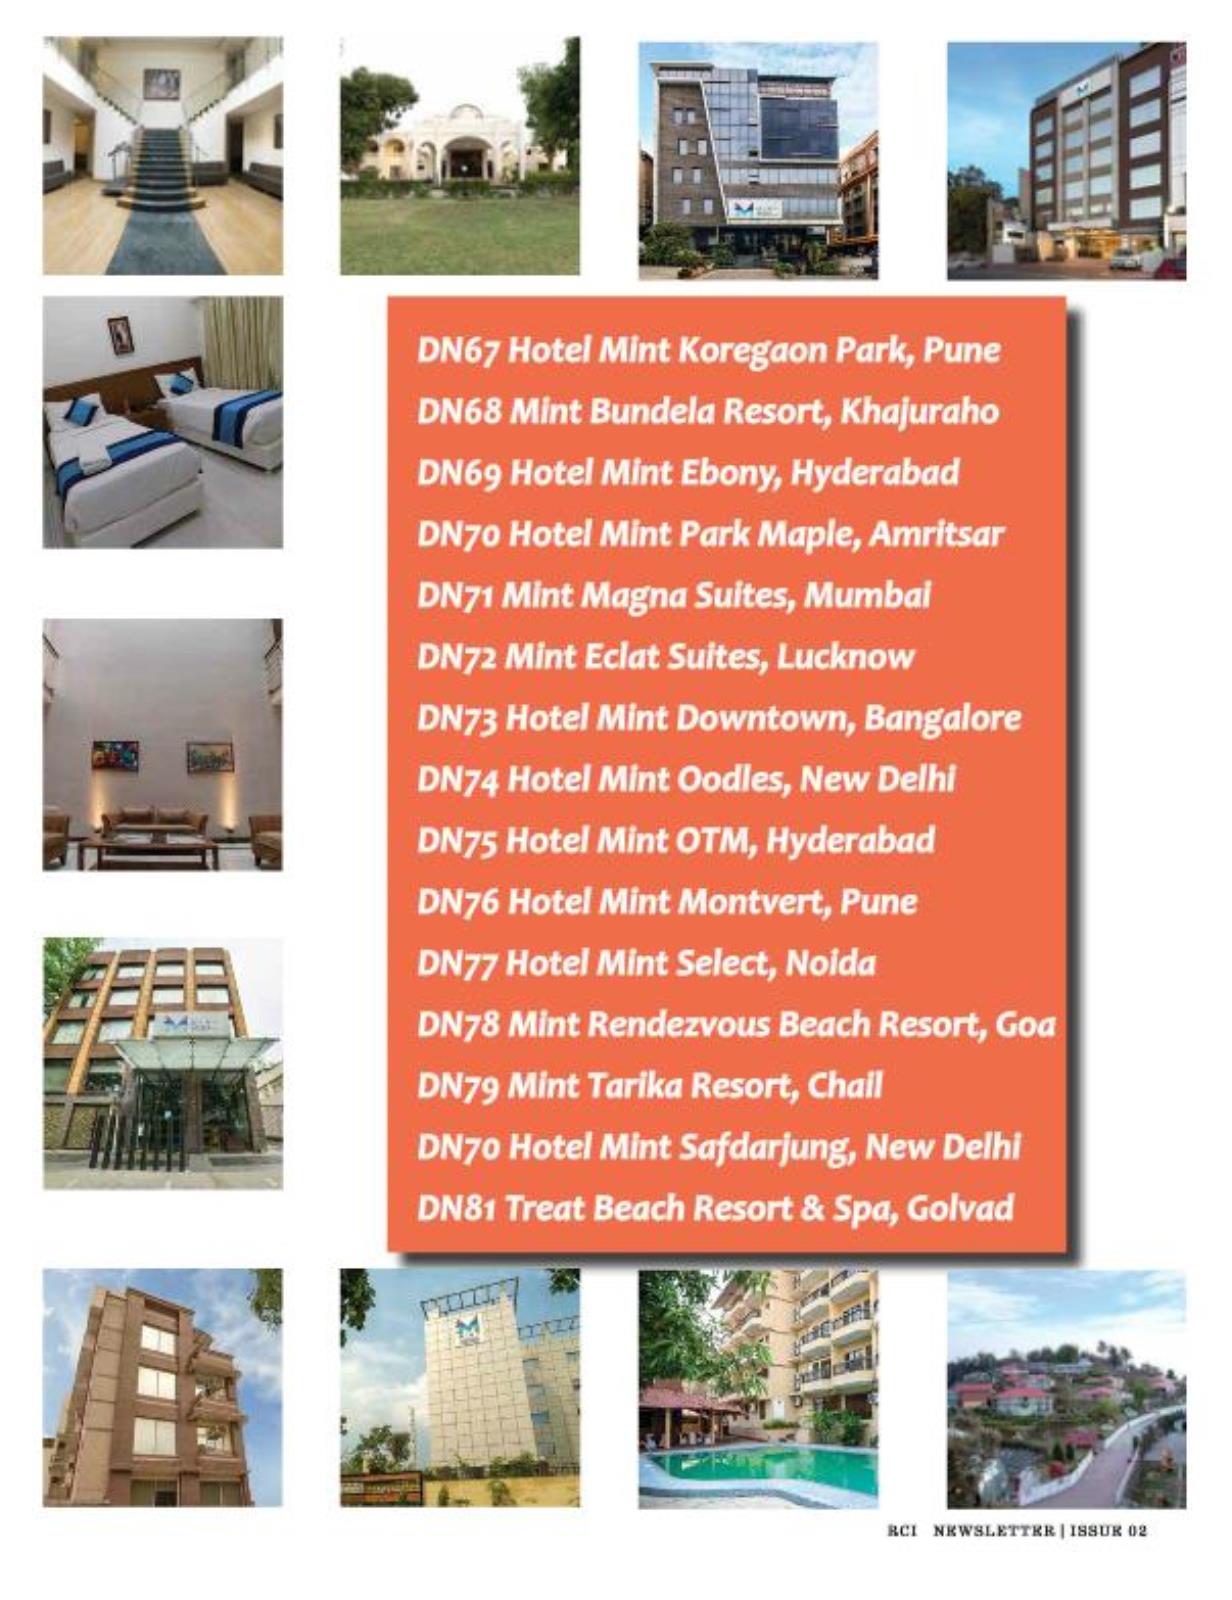 DN67 Hotel Mint Koregaon Park, Pune
DN68 Mint Bundela Resort, Khajuraho
DN69 Hotel Mint Ebony, Hyderabad
DN70 Hotel Mint Park Maple, Amritsar
DN71 Mint Magna Suites, Mumbai
DN72 Mint Eclat Suites, Lucknow
DN73 Hotel Mint Downtown, Bangalore
DN74 Hotel Mint Oodles, New Delhi
DN75 Hotel Mint OTM, Hyderabad
DN76 Hotel Mint Montvert, Pune
DN77 Hotel Mint Select, Noida
DN78 Mint Rendezvous Beach Resort, Goa
DN79 Mint Tarika Resort, Chail
DN70 Hotel Mint Safdarjung, New Delhi
DN81 Treat Beach Resort & Spa, Golvad
RCI NEWSLETTER | ISSUE 02